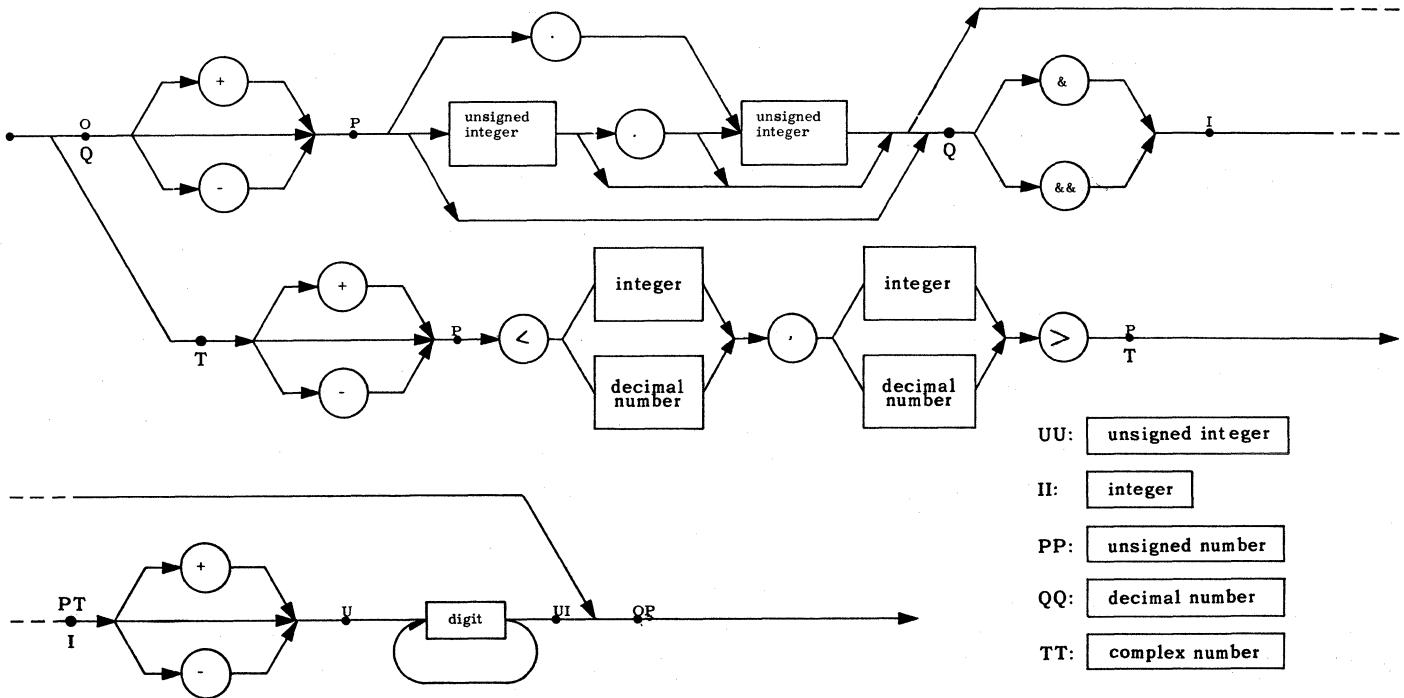 .
+
&
O
P
unsigned
integer
.
unsigned
integer
I
Q
Q
-
&&
+
integer
integer
P
<
,
>
P
T
T
-
decimal
number
decimal
number
UU: unsigned integer
II: integer
PP: unsigned number
QQ: decimal number
TT: complex number
+
PT
I
U
digit
UI
QP
-